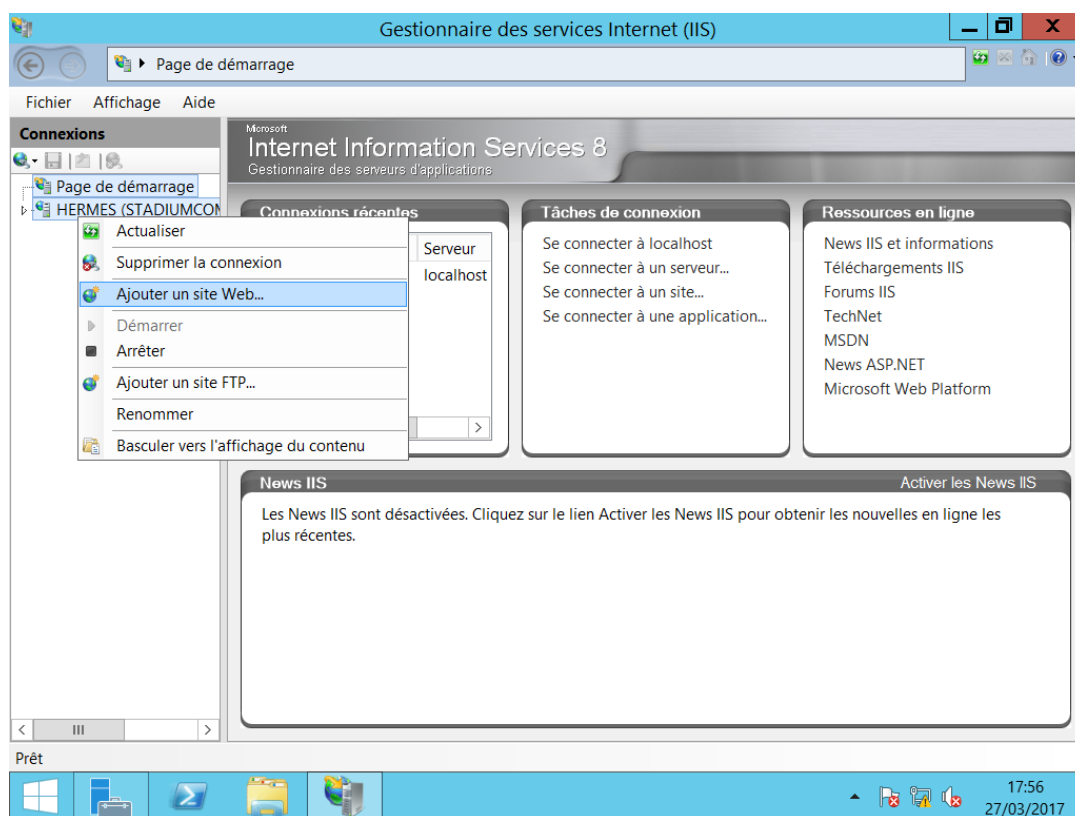 Gestionnaire des services Internet (IIS)
Page de démarrage
Fichier Affichage Aide
Connexions
Page de démarrage
HERMES (STADIUMCOM
Actualiser
Supprimer la connexion
Ajouter un site Web...
Démarrer
Arrêter
Ajouter un site FTP...
Renommer
Basculer vers l'affichage du contenu
Microsoft
Internet Information Services 8
Gestionnaire des serveurs d'applications
Connexions récentes
Serveur
localhost
Tâches de connexion
Se connecter à localhost
Se connecter à un serveur...
Se connecter à un site...
Se connecter à une application...
Ressources en ligne
News IIS et informations
Téléchargements IIS
Forums IIS
TechNet
MSDN
News ASP.NET
Microsoft Web Platform
News IIS
Activer les News IIS
Les News IIS sont désactivées. Cliquez sur le lien Activer les News IIS pour obtenir les nouvelles en ligne les
plus récentes.
Prêt
17:56
27/03/2017